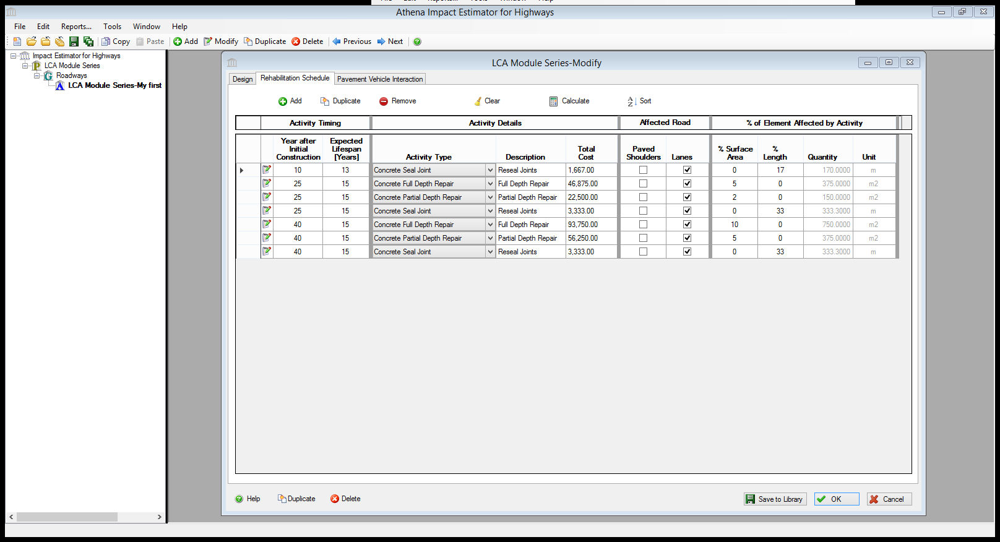 Athena Impact Estimator for Highways
File Edit Reports... Tools Window Help
Copy Paste Add Modify Duplicate Delete Previous Next
Impact Estimator for Highways
LCA Module Series
Roadways
LCA Module Series-My first
LCA Module Series-Modify
Design Rehabilitation Schedule Pavement Vehicle Interaction
Add Duplicate Remove Clear Calculate Sort
Activity Timing Activity Details Affected Road % of Element Affected by Activity
Year after Initial Construction Expected Lifespan [Years] Activity Type Description Total Cost Paved Shoulders Lanes % Surface Area % Length Quantity Unit
10 13 Concrete Seal Joint Reseal Joints 1,667.00 0 17 170.0000 m
25 15 Concrete Full Depth Repair Full Depth Repair 46,875.00 5 0 375.0000 m2
25 15 Concrete Partial Depth Repair Partial Depth Repair 22,500.00 2 0 150.0000 m2
25 15 Concrete Seal Joint Reseal Joints 3,333.00 0 33 333.3000 m
40 15 Concrete Full Depth Repair Full Depth Repair 93,750.00 10 0 750.0000 m2
40 15 Concrete Partial Depth Repair Partial Depth Repair 56,250.00 5 0 375.0000 m2
40 15 Concrete Seal Joint Reseal Joints 3,333.00 0 33 333.3000 m
Help Duplicate Delete Save to Library OK Cancel